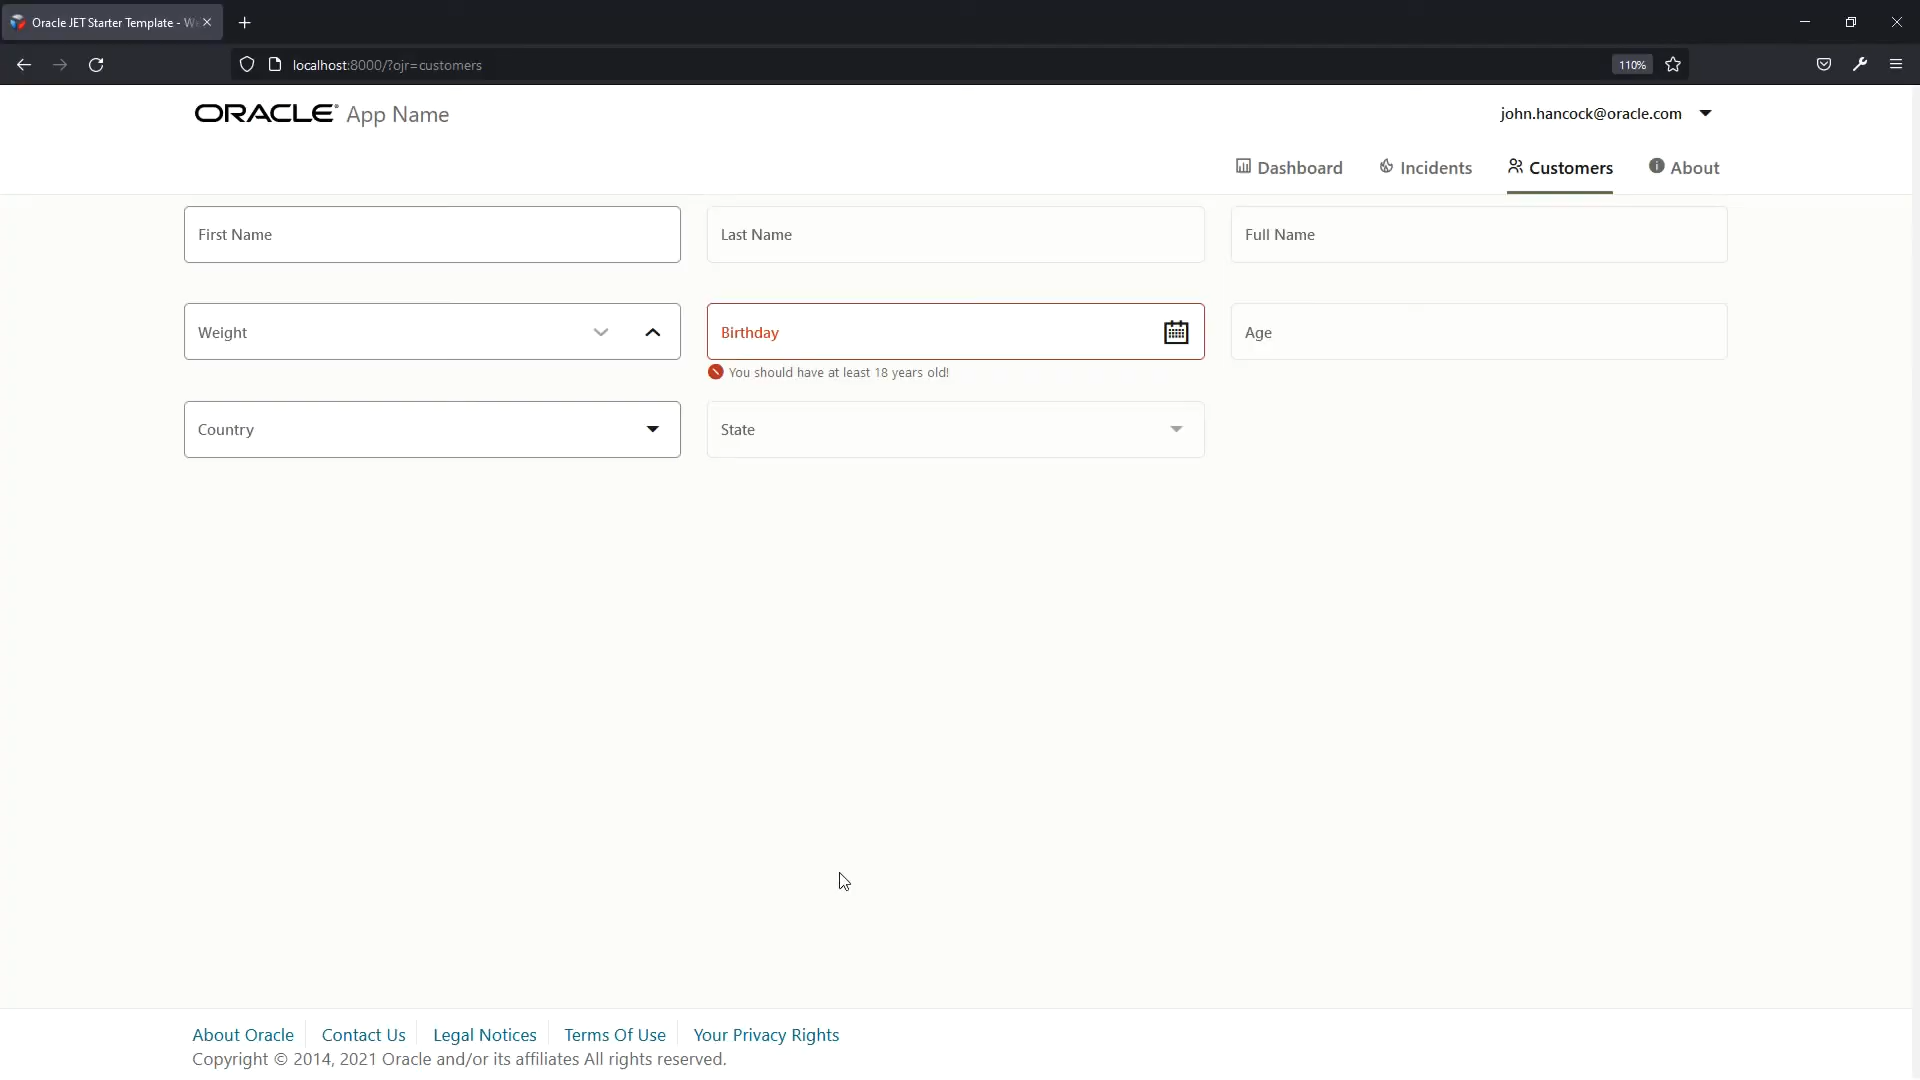 Oracle JET Starter Template - W
localhost:8000/?ojr=customers
110%
ORACLE® App Name
john.hancock@oracle.com
Dashboard
Incidents
Customers
About
First Name
Last Name
Full Name
Weight
Birthday
Age
You should have at least 18 years old!
Country
State
About Oracle
Contact Us
Legal Notices
Terms Of Use
Your Privacy Rights
Copyright © 2014, 2021 Oracle and/or its affiliates All rights reserved.